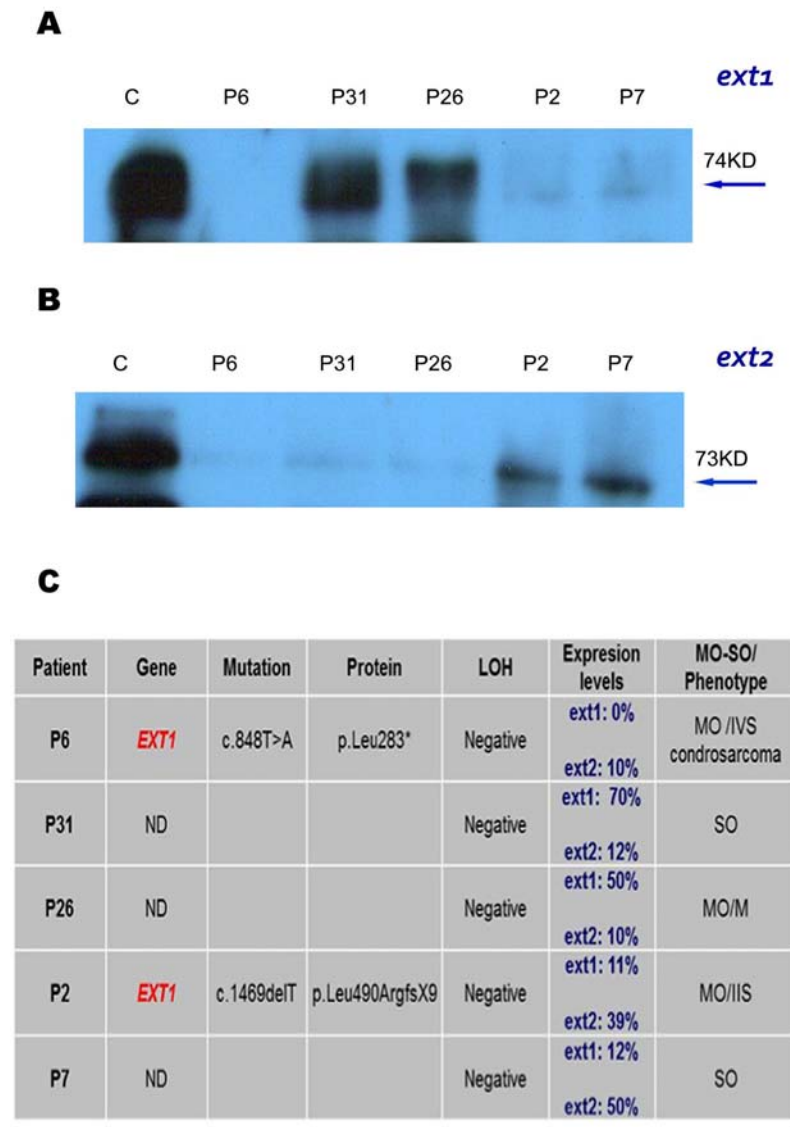 A
ext1
C P6 P31 P26 P2 P7
74KD
B
ext2
C P6 P31 P26 P2 P7
73KD
C
Patient Gene Mutation Protein LOH Expresion levels MO-SO/ Phenotype
P6 EXT1 c.848T>A p.Leu283* Negative ext1: 0% ext2: 10% MO /IVS condrosarcoma
P31 ND Negative ext1: 70% ext2: 12% SO
P26 ND Negative ext1: 50% ext2: 10% MO/M
P2 EXT1 c.1469delT p.Leu490ArgfsX9 Negative ext1: 11% ext2: 39% MO/IIS
P7 ND Negative ext1: 12% ext2: 50% SO